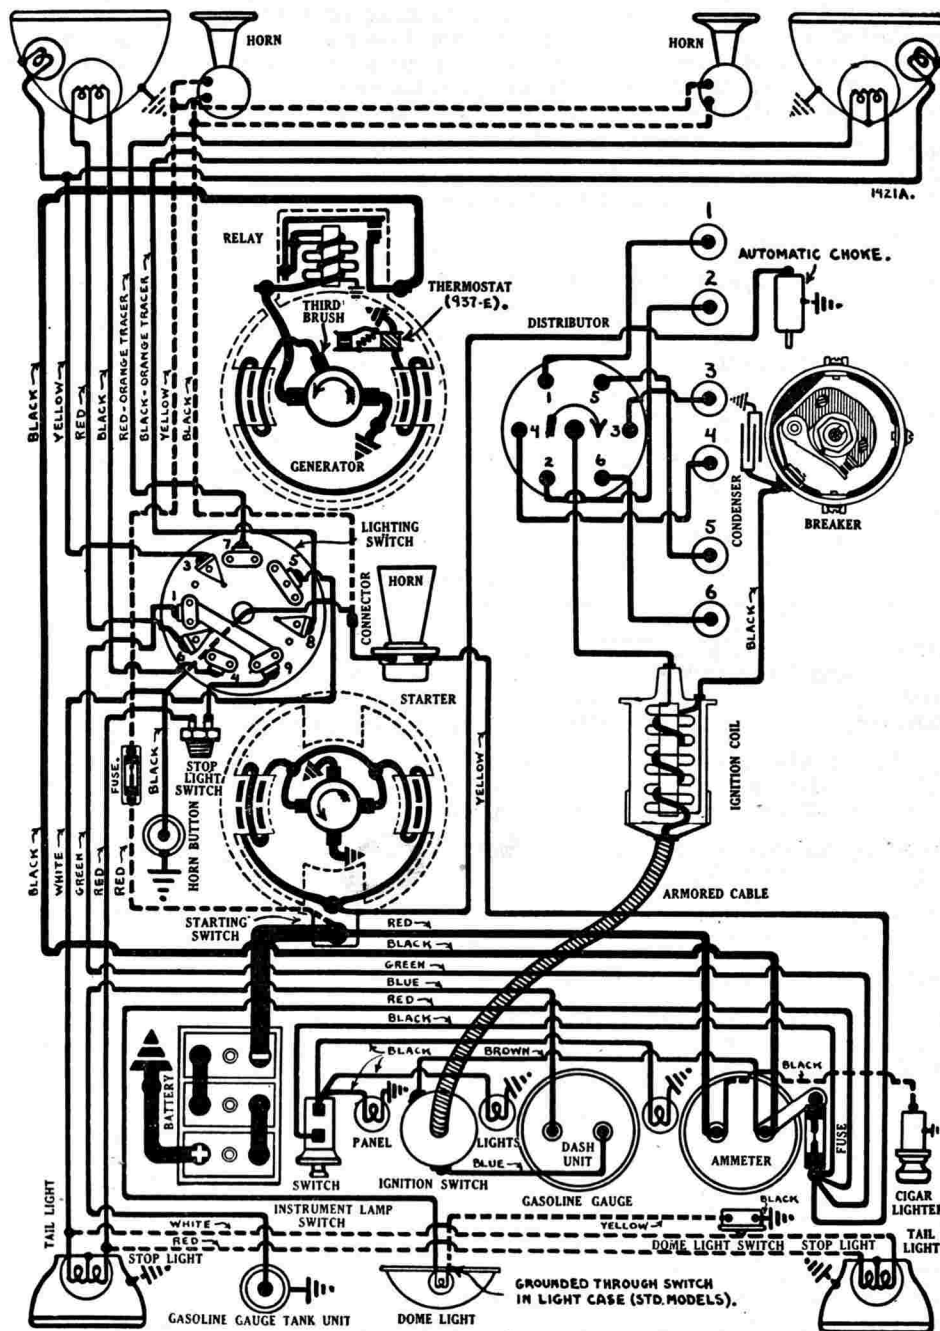 HORN
HORN
1421A.
RELAY
THIRD
BRUSH
THERMOSTAT
(937-E).
GENERATOR
1
2
3
4
5
6
AUTOMATIC CHOKE.
DISTRIBUTOR
1
5
4
3
2
6
CONDENSER
BREAKER
BLACK
YELLOW
RED
BLACK
RED-ORANGE TRACER
BLACK-ORANGE TRACER
YELLOW
BLACK
LIGHTING
SWITCH
7
3
5
1
8
6
4
9
CONNECTOR
HORN
STARTER
BLACK
IGNITION COIL
YELLOW
FUSE.
BLACK
STOP
LIGHT
SWITCH
HORN BUTTON
BLACK
WHITE
GREEN
RED
RED
STARTING
SWITCH
ARMORED CABLE
RED
BLACK
GREEN
BLUE
RED
BLACK
BLACK
BROWN
BLACK
BATTERY
PANEL
LIGHTS
DASH
UNIT
AMMETER
FUSE
SWITCH
IGNITION SWITCH
BLUE
GASOLINE GAUGE
CIGAR
LIGHTER
INSTRUMENT LAMP
SWITCH
TAIL LIGHT
WHITE
RED
STOP LIGHT
YELLOW
BLACK
DOME LIGHT SWITCH
STOP LIGHT
TAIL
LIGHT
GASOLINE GAUGE TANK UNIT
DOME LIGHT
GROUNDED THROUGH SWITCH
IN LIGHT CASE (STD. MODELS).